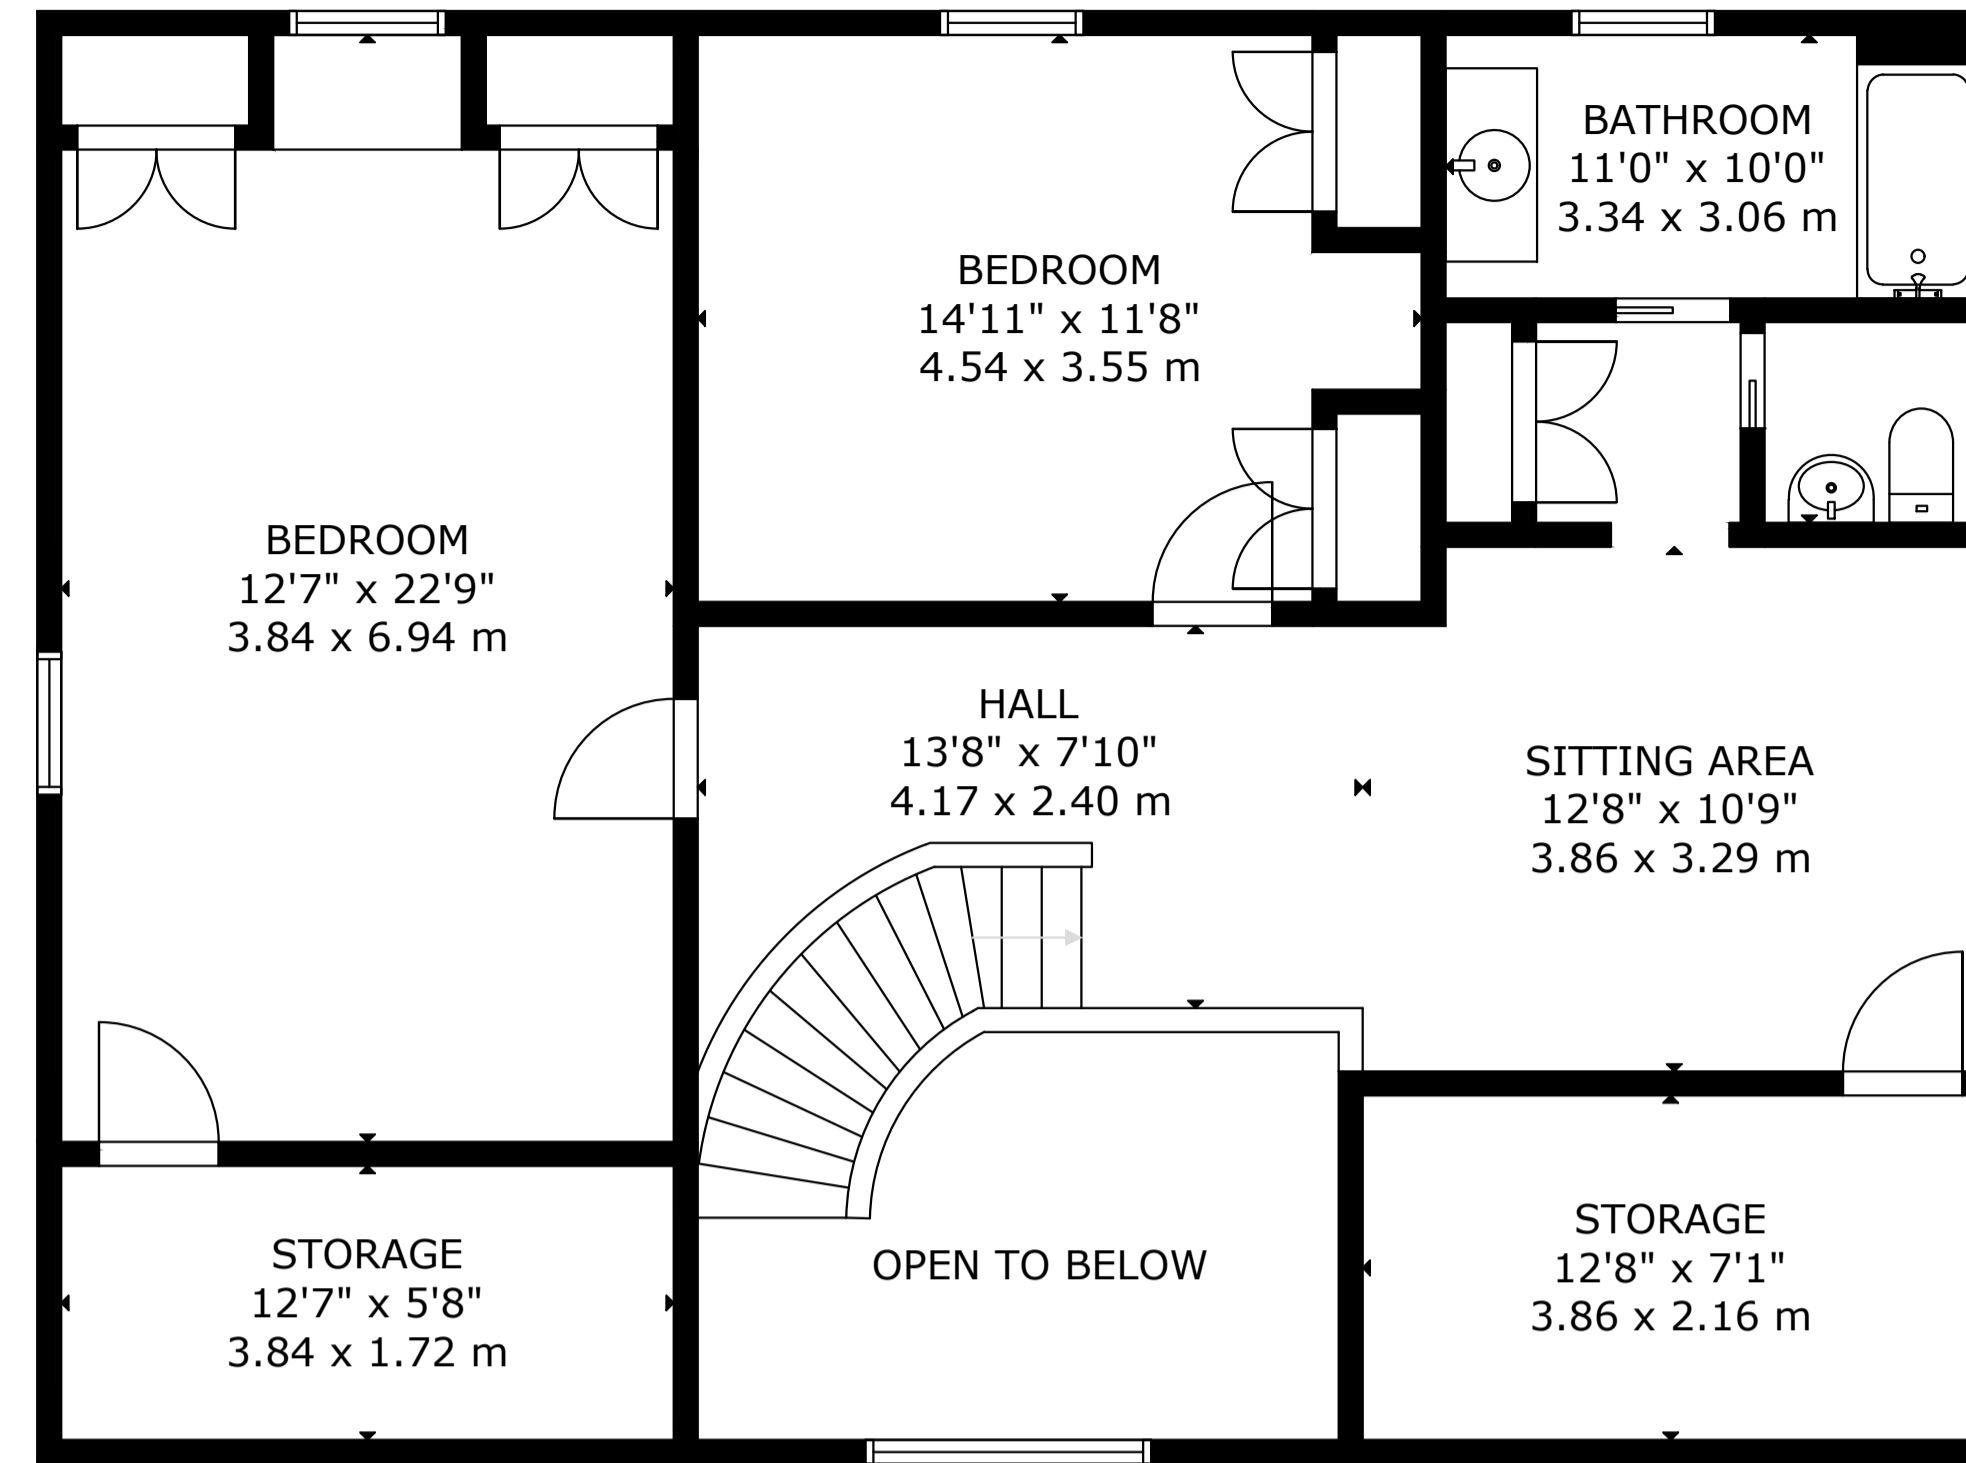 BATHROOM
11'0" x 10'0"
3.34 x 3.06 m
BEDROOM
14'11" x 11'8"
4.54 x 3.55 m
BEDROOM
12'7" x 22'9"
3.84 x 6.94 m
HALL
13'8" x 7'10"
4.17 x 2.40 m
SITTING AREA
12'8" x 10'9"
3.86 x 3.29 m
STORAGE
12'7" x 5'8"
3.84 x 1.72 m
OPEN TO BELOW
STORAGE
12'8" x 7'1"
3.86 x 2.16 m